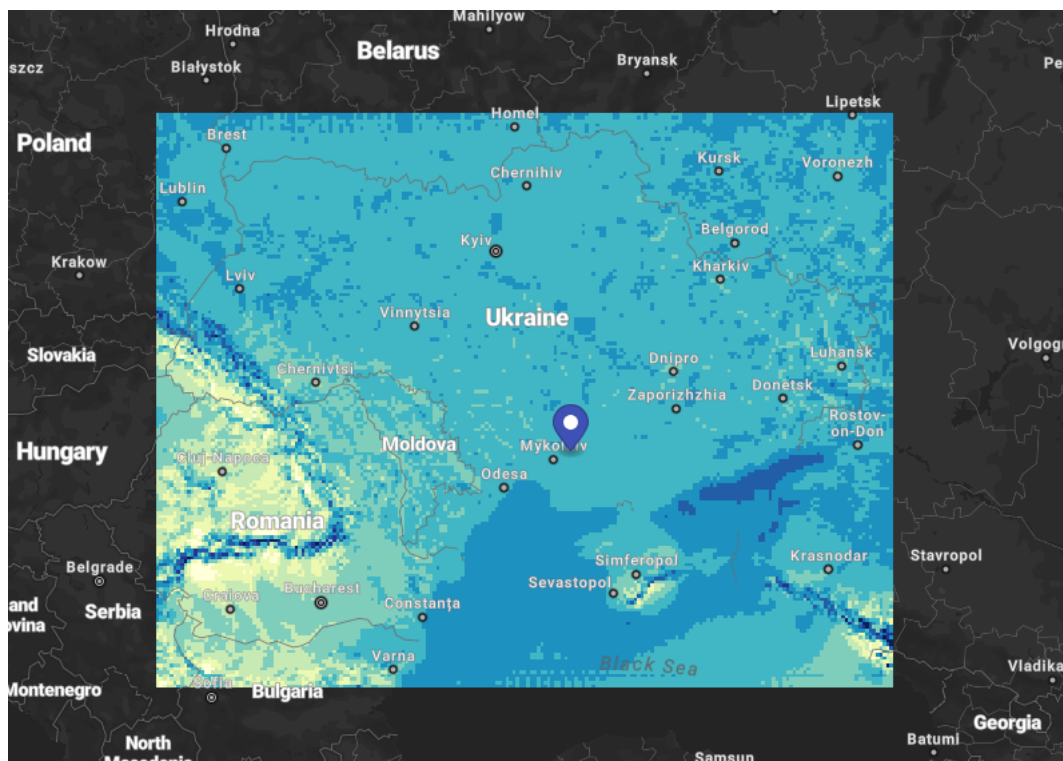 Mahilyow
Hrodna
Belarus
Bryansk
szcz
Białystok
Pe
Lipetsk
Homel
Poland
Brest
Kursk
Voronezh
Chernihiv
Lublin
Belgorod
Kyiv
Krakow
Kharkiv
Lviv
Vinnytsia
Ukraine
Volgogr
Slovakia
Dnipro
Luhansk
Chernivtsi
Donetsk
Zaporizhzhia
Rostov-
on-Don
Hungary
Moldova
Cluj-Napoca
Odesa
Romania
Krasnodar
Stavropol
Simferopol
Belgrade
Sevastopol
Bucharest
Craiova
Constanța
and
Serbia
ovina
Varna
Black Sea
Vladika
Sofia
Montenegro
Bulgaria
Georgia
North
Batumi
Samsun